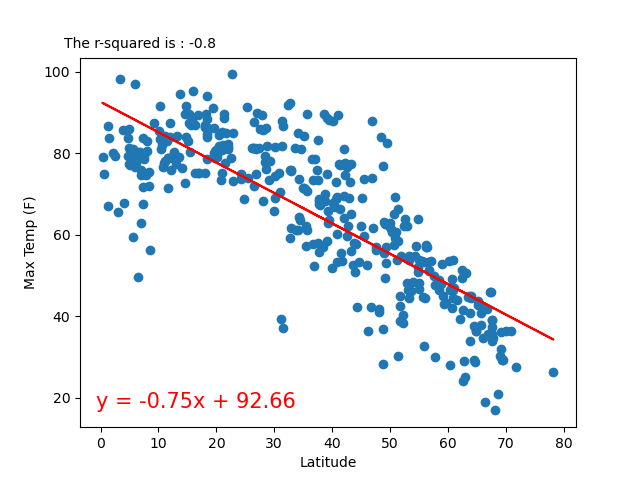 The r-squared is : -0.8
100
80
60
40
20
Max Temp (F)
y = -0.75x + 92.66
0 10 20 30 40 50 60 70 80
Latitude